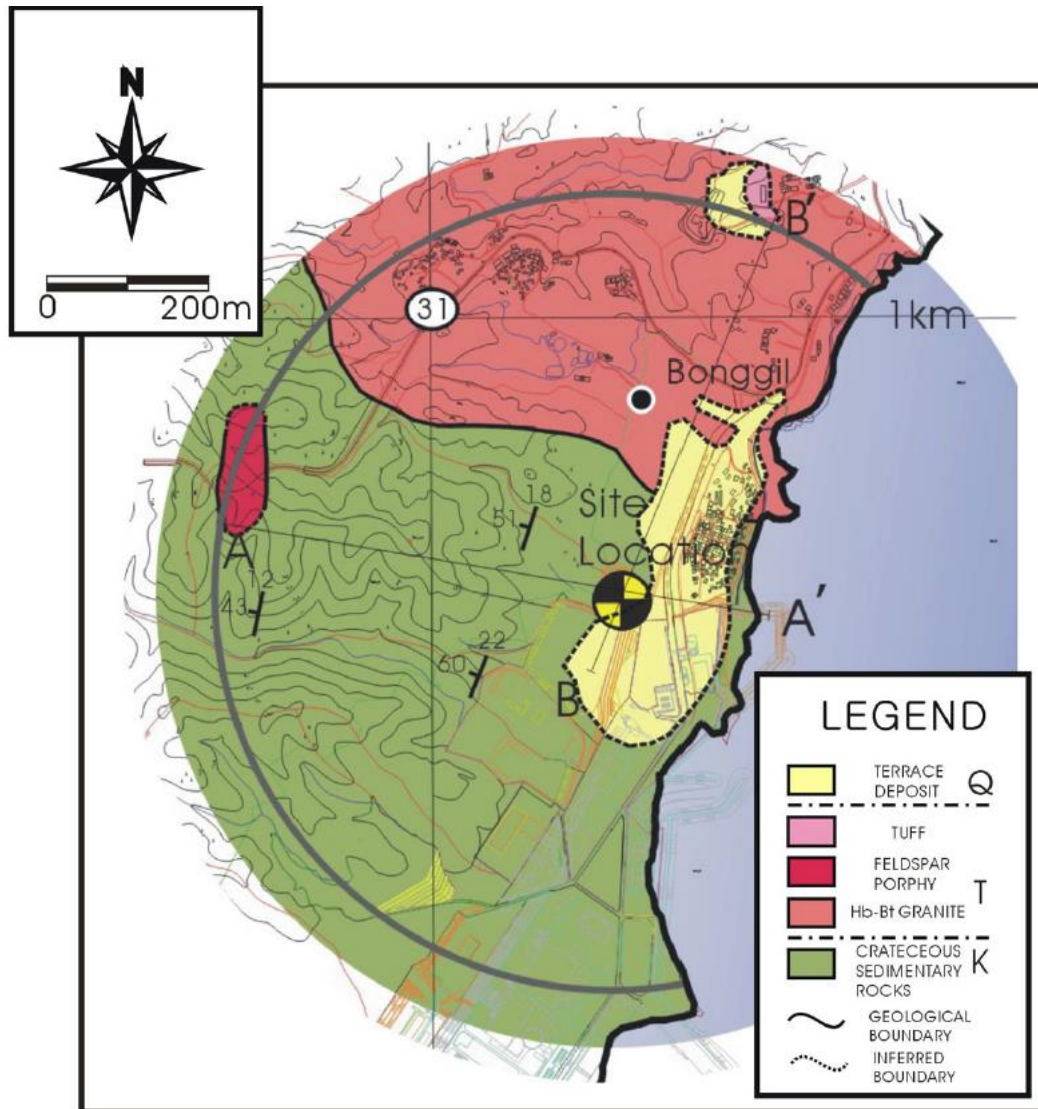 N
0 200m
B'
31
1km
Bonggil
18
51
Site
Location
A
12
43
A'
22
60
B
LEGEND
TERRACE
DEPOSIT Q
TUFF
FELDSPAR
PORPHY
T
Hb-Bt GRANITE
CRATECEOUS
SEDIMENTARY K
ROCKS
GEOLOGICAL
BOUNDARY
INFERRED
BOUNDARY